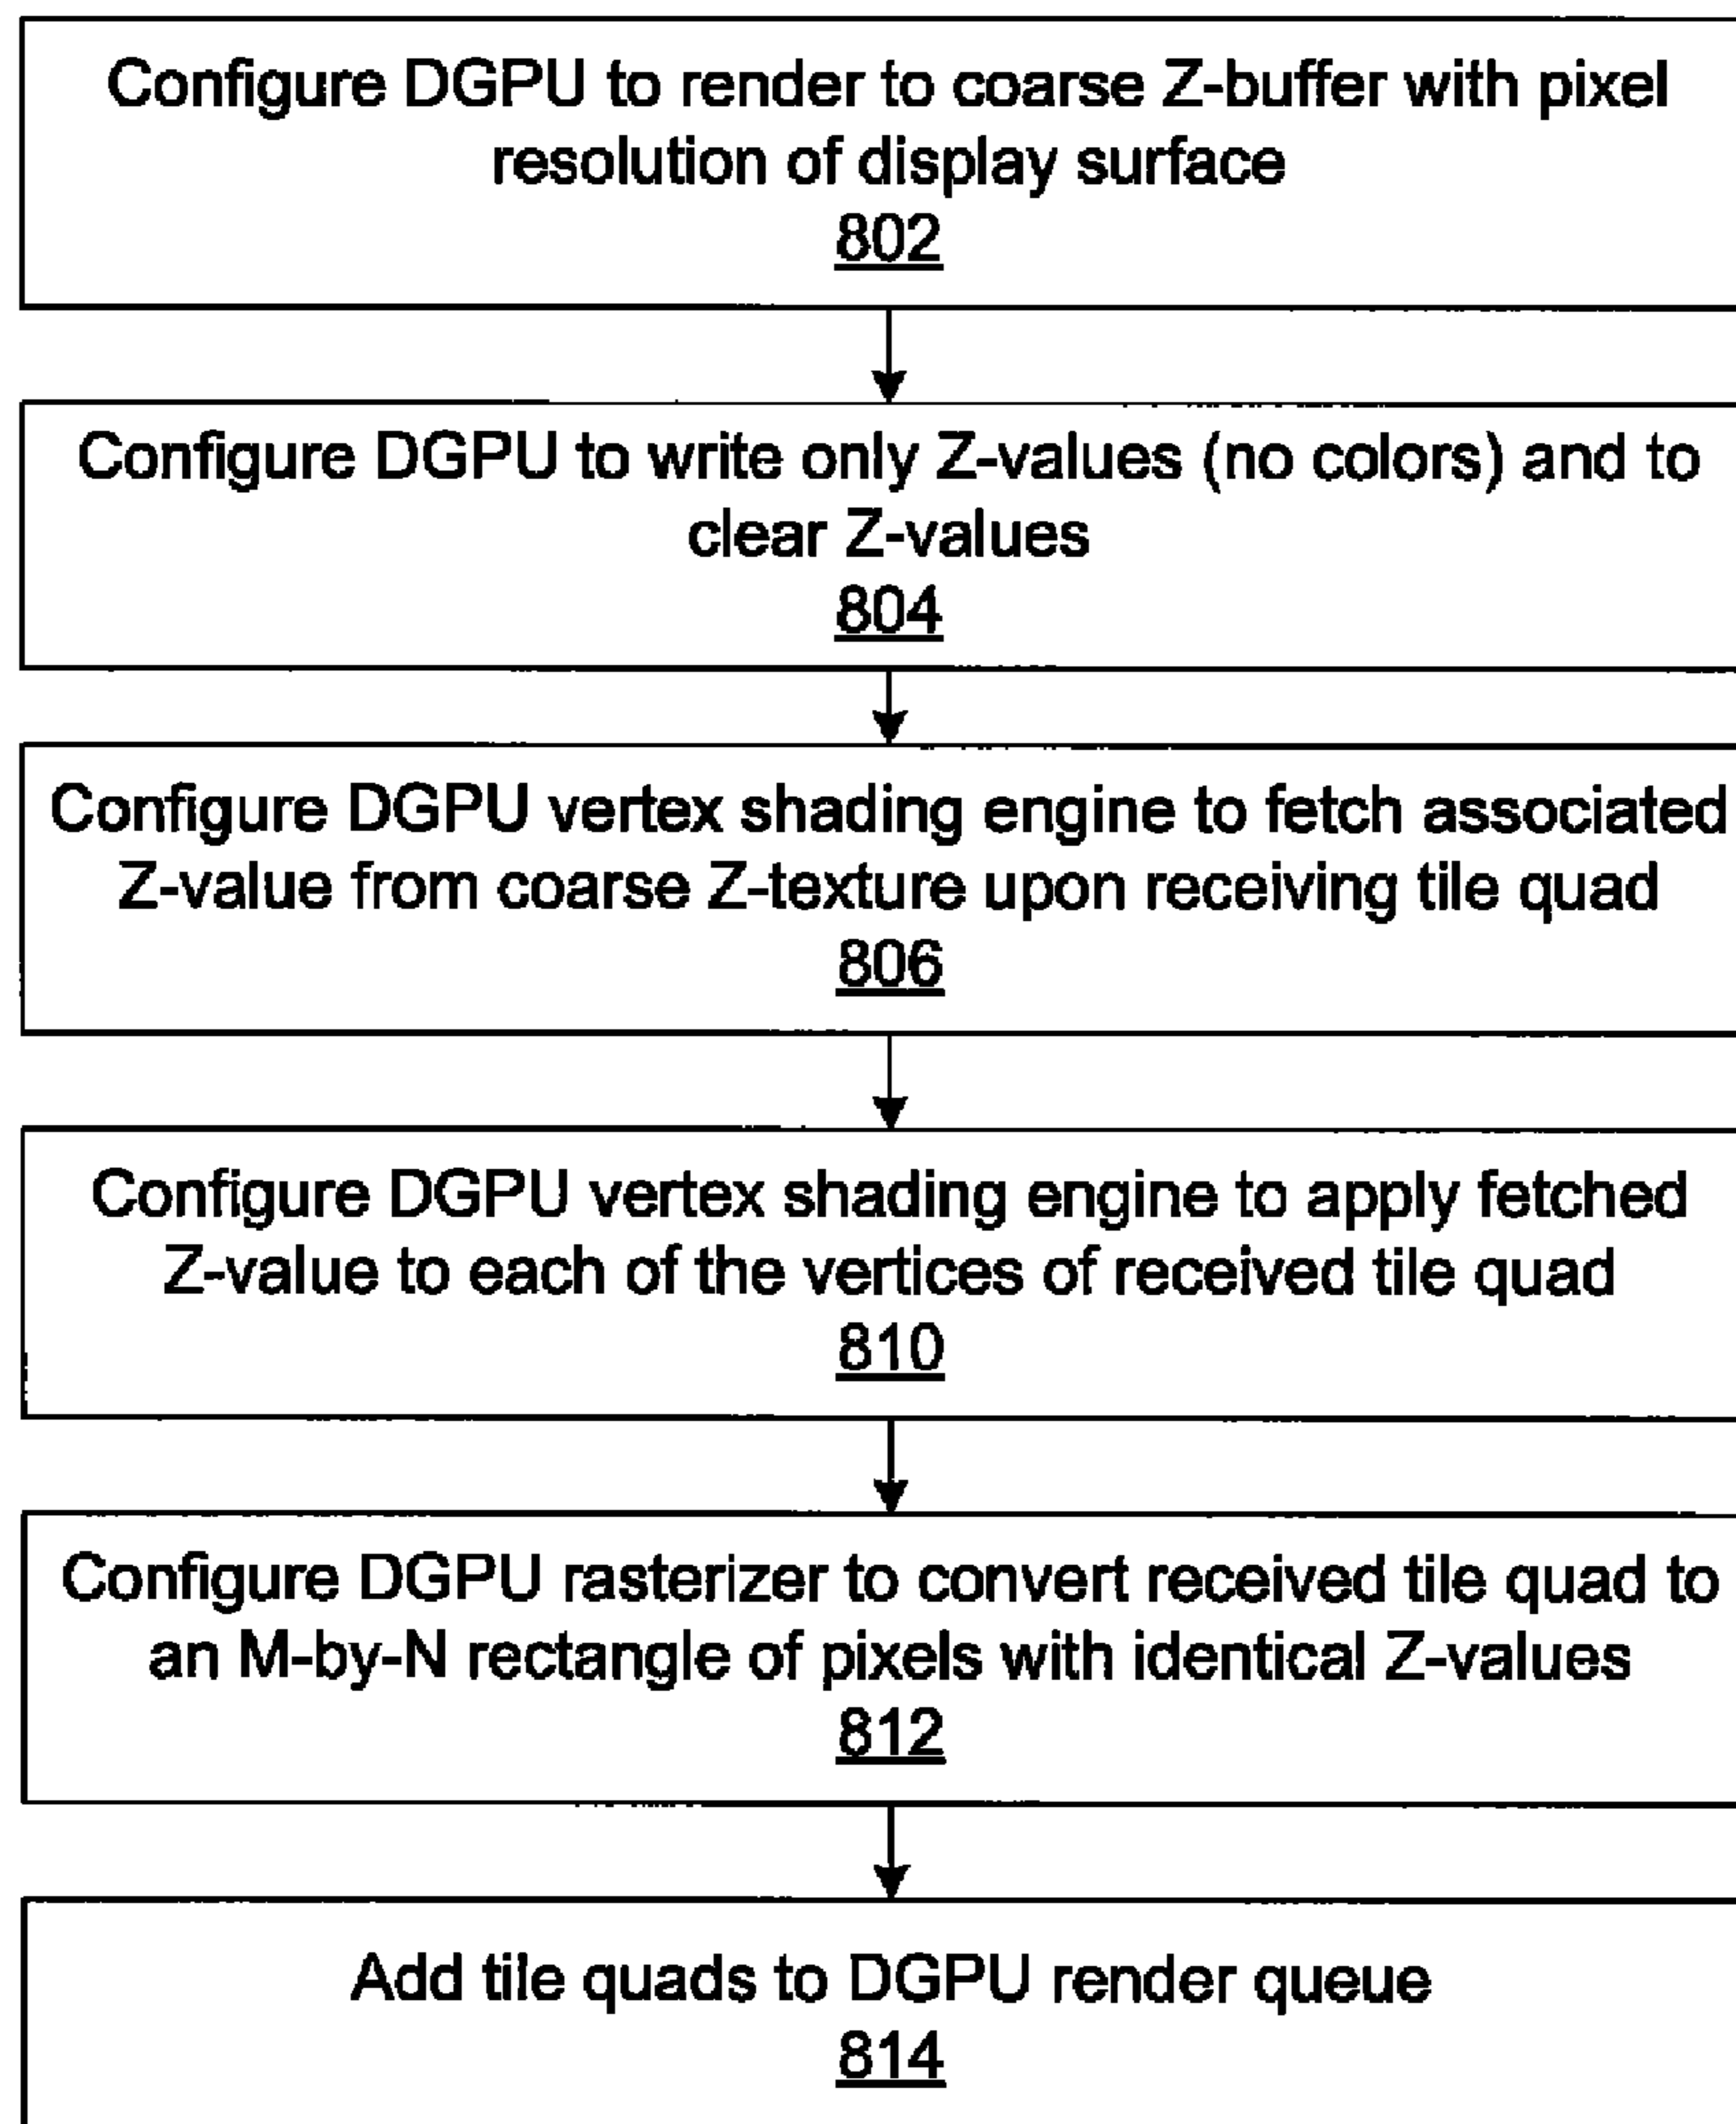 Configure DGPU to render to coarse Z-buffer with pixel
resolution of display surface
802
Configure DGPU to write only Z-values (no colors) and to
clear Z-values
804
Configure DGPU vertex shading engine to fetch associated
Z-value from coarse Z-texture upon receiving tile quad
806
Configure DGPU vertex shading engine to apply fetched
Z-value to each of the vertices of received tile quad
810
Configure DGPU rasterizer to convert received tile quad to
an M-by-N rectangle of pixels with identical Z-values
812
Add tile quads to DGPU render queue
814